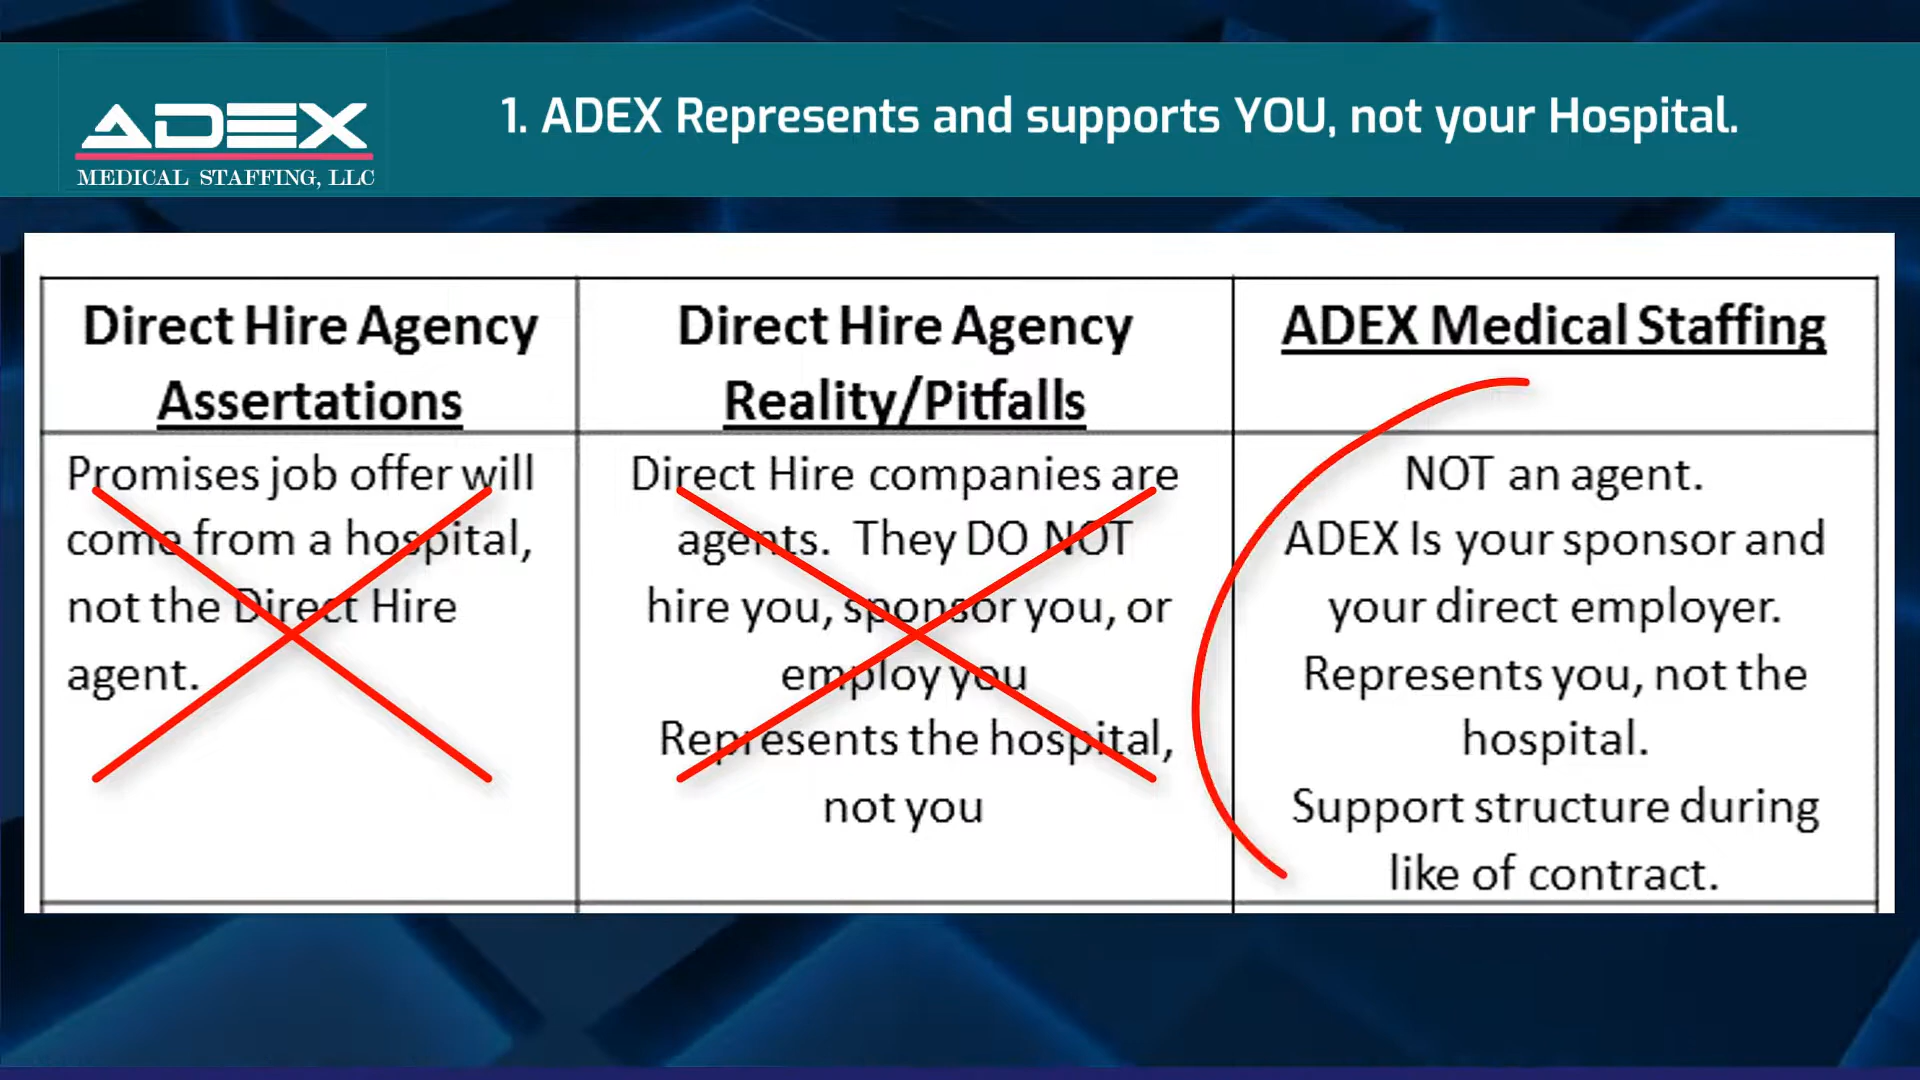 ADEX
MEDICAL STAFFING, LLC
1. ADEX Represents and supports YOU, not your Hospital.
Direct Hire Agency
Assertations
Direct Hire Agency
Reality/Pitfalls
ADEX Medical Staffing
Promises job offer will
come from a hospital,
not the Direct Hire
agent.
Direct Hire companies are
agents. They DO NOT
hire you, sponsor you, or
employ you
Represents the hospital,
not you
NOT an agent.
ADEX Is your sponsor and
your direct employer.
Represents you, not the
hospital.
Support structure during
like of contract.